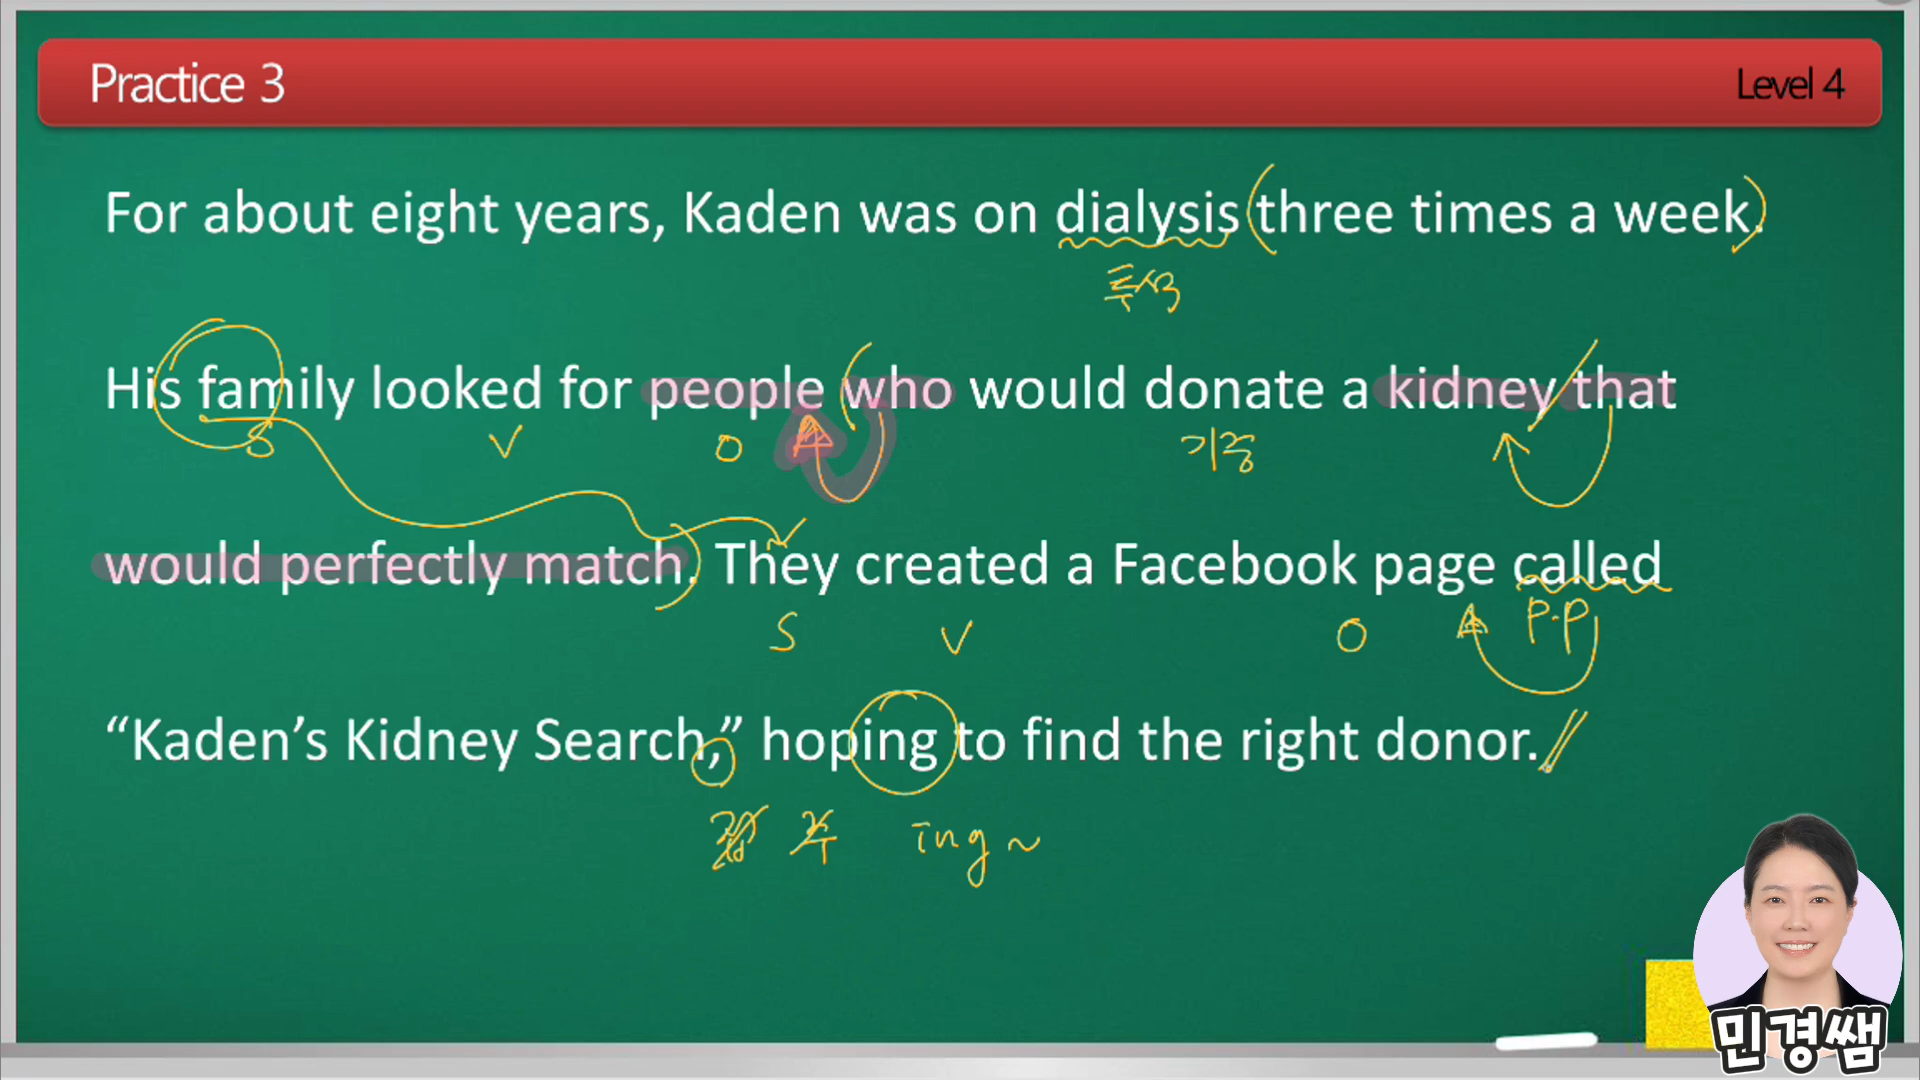 Practice 3
Level 4
For about eight years, Kaden was on dialysis (three times a week.)
투석
His family looked for people (who would donate a kidney / that
S V O 기증
would perfectly match.) They created a Facebook page called
S V O p.p
“Kaden’s Kidney Search,” hoping to find the right donor. //
접 주 ing ~
민경쌤